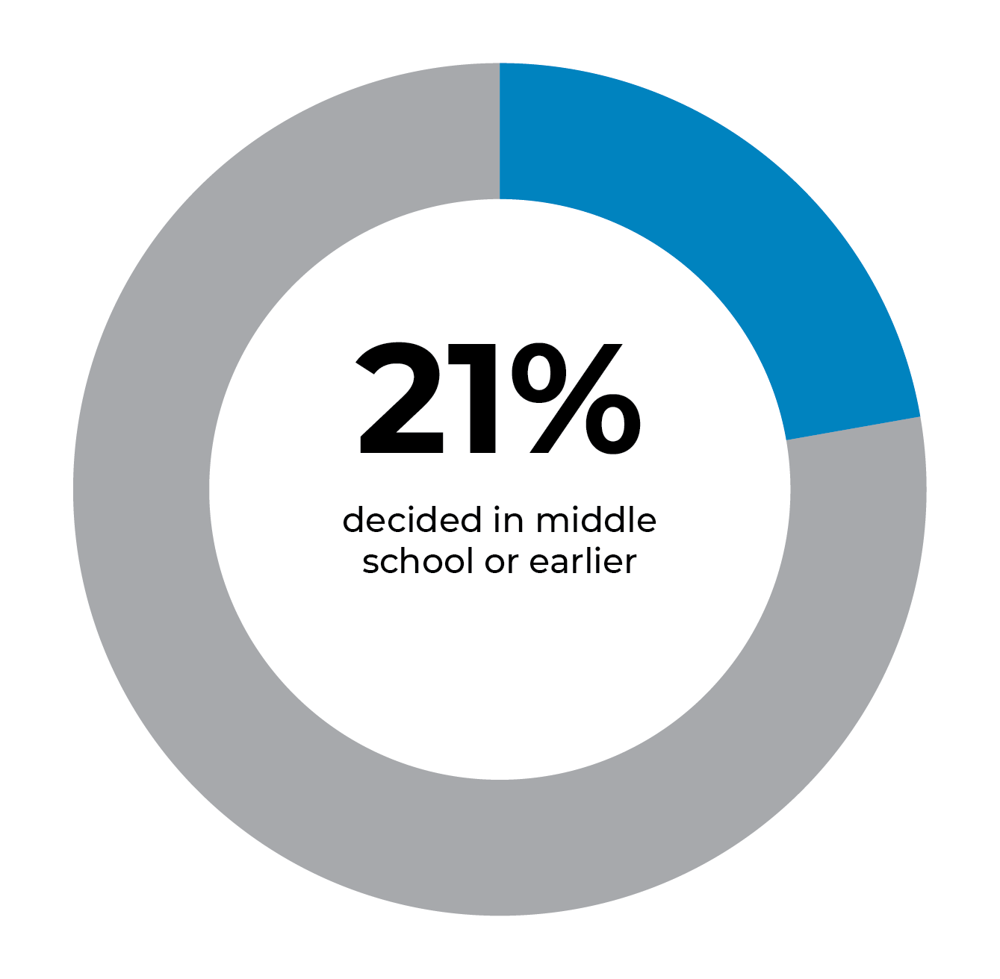 21%
decided in middle
school or earlier